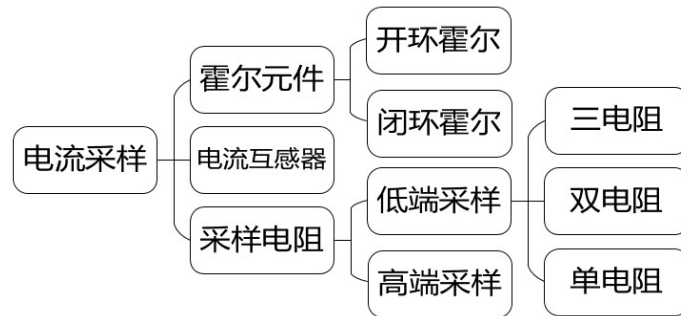 电流采样
霍尔元件
开环霍尔
闭环霍尔
电流互感器
采样电阻
低端采样
三电阻
双电阻
单电阻
高端采样